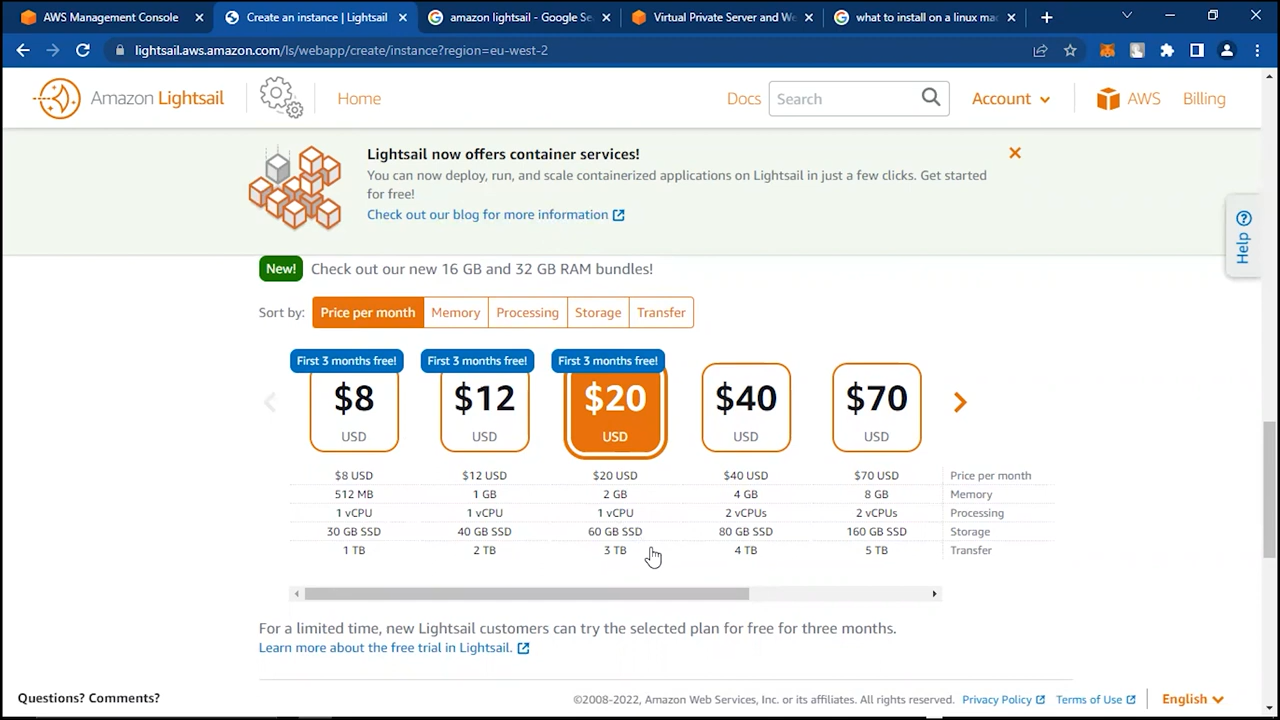 AWS Management Console
Create an instance | Lightsail
amazon lightsail - Google Se
Virtual Private Server and We
what to install on a linux mac
lightsail.aws.amazon.com/ls/webapp/create/instance?region=eu-west-2
Amazon Lightsail
Home
Docs
Search
Account
AWS
Billing
Lightsail now offers container services!
You can now deploy, run, and scale containerized applications on Lightsail in just a few clicks. Get started
for free!
Check out our blog for more information
Help
New! Check out our new 16 GB and 32 GB RAM bundles!
Sort by: Price per month Memory Processing Storage Transfer
First 3 months free! First 3 months free! First 3 months free!
$8 $12 $20 $40 $70
USD USD USD USD USD
$8 USD $12 USD $20 USD $40 USD $70 USD Price per month
512 MB 1 GB 2 GB 4 GB 8 GB Memory
1 vCPU 1 vCPU 1 vCPU 2 vCPUs 2 vCPUs Processing
30 GB SSD 40 GB SSD 60 GB SSD 80 GB SSD 160 GB SSD Storage
1 TB 2 TB 3 TB 4 TB 5 TB Transfer
For a limited time, new Lightsail customers can try the selected plan for free for three months.
Learn more about the free trial in Lightsail.
Questions? Comments?
©2008-2022, Amazon Web Services, Inc. or its affiliates. All rights reserved. Privacy Policy Terms of Use English